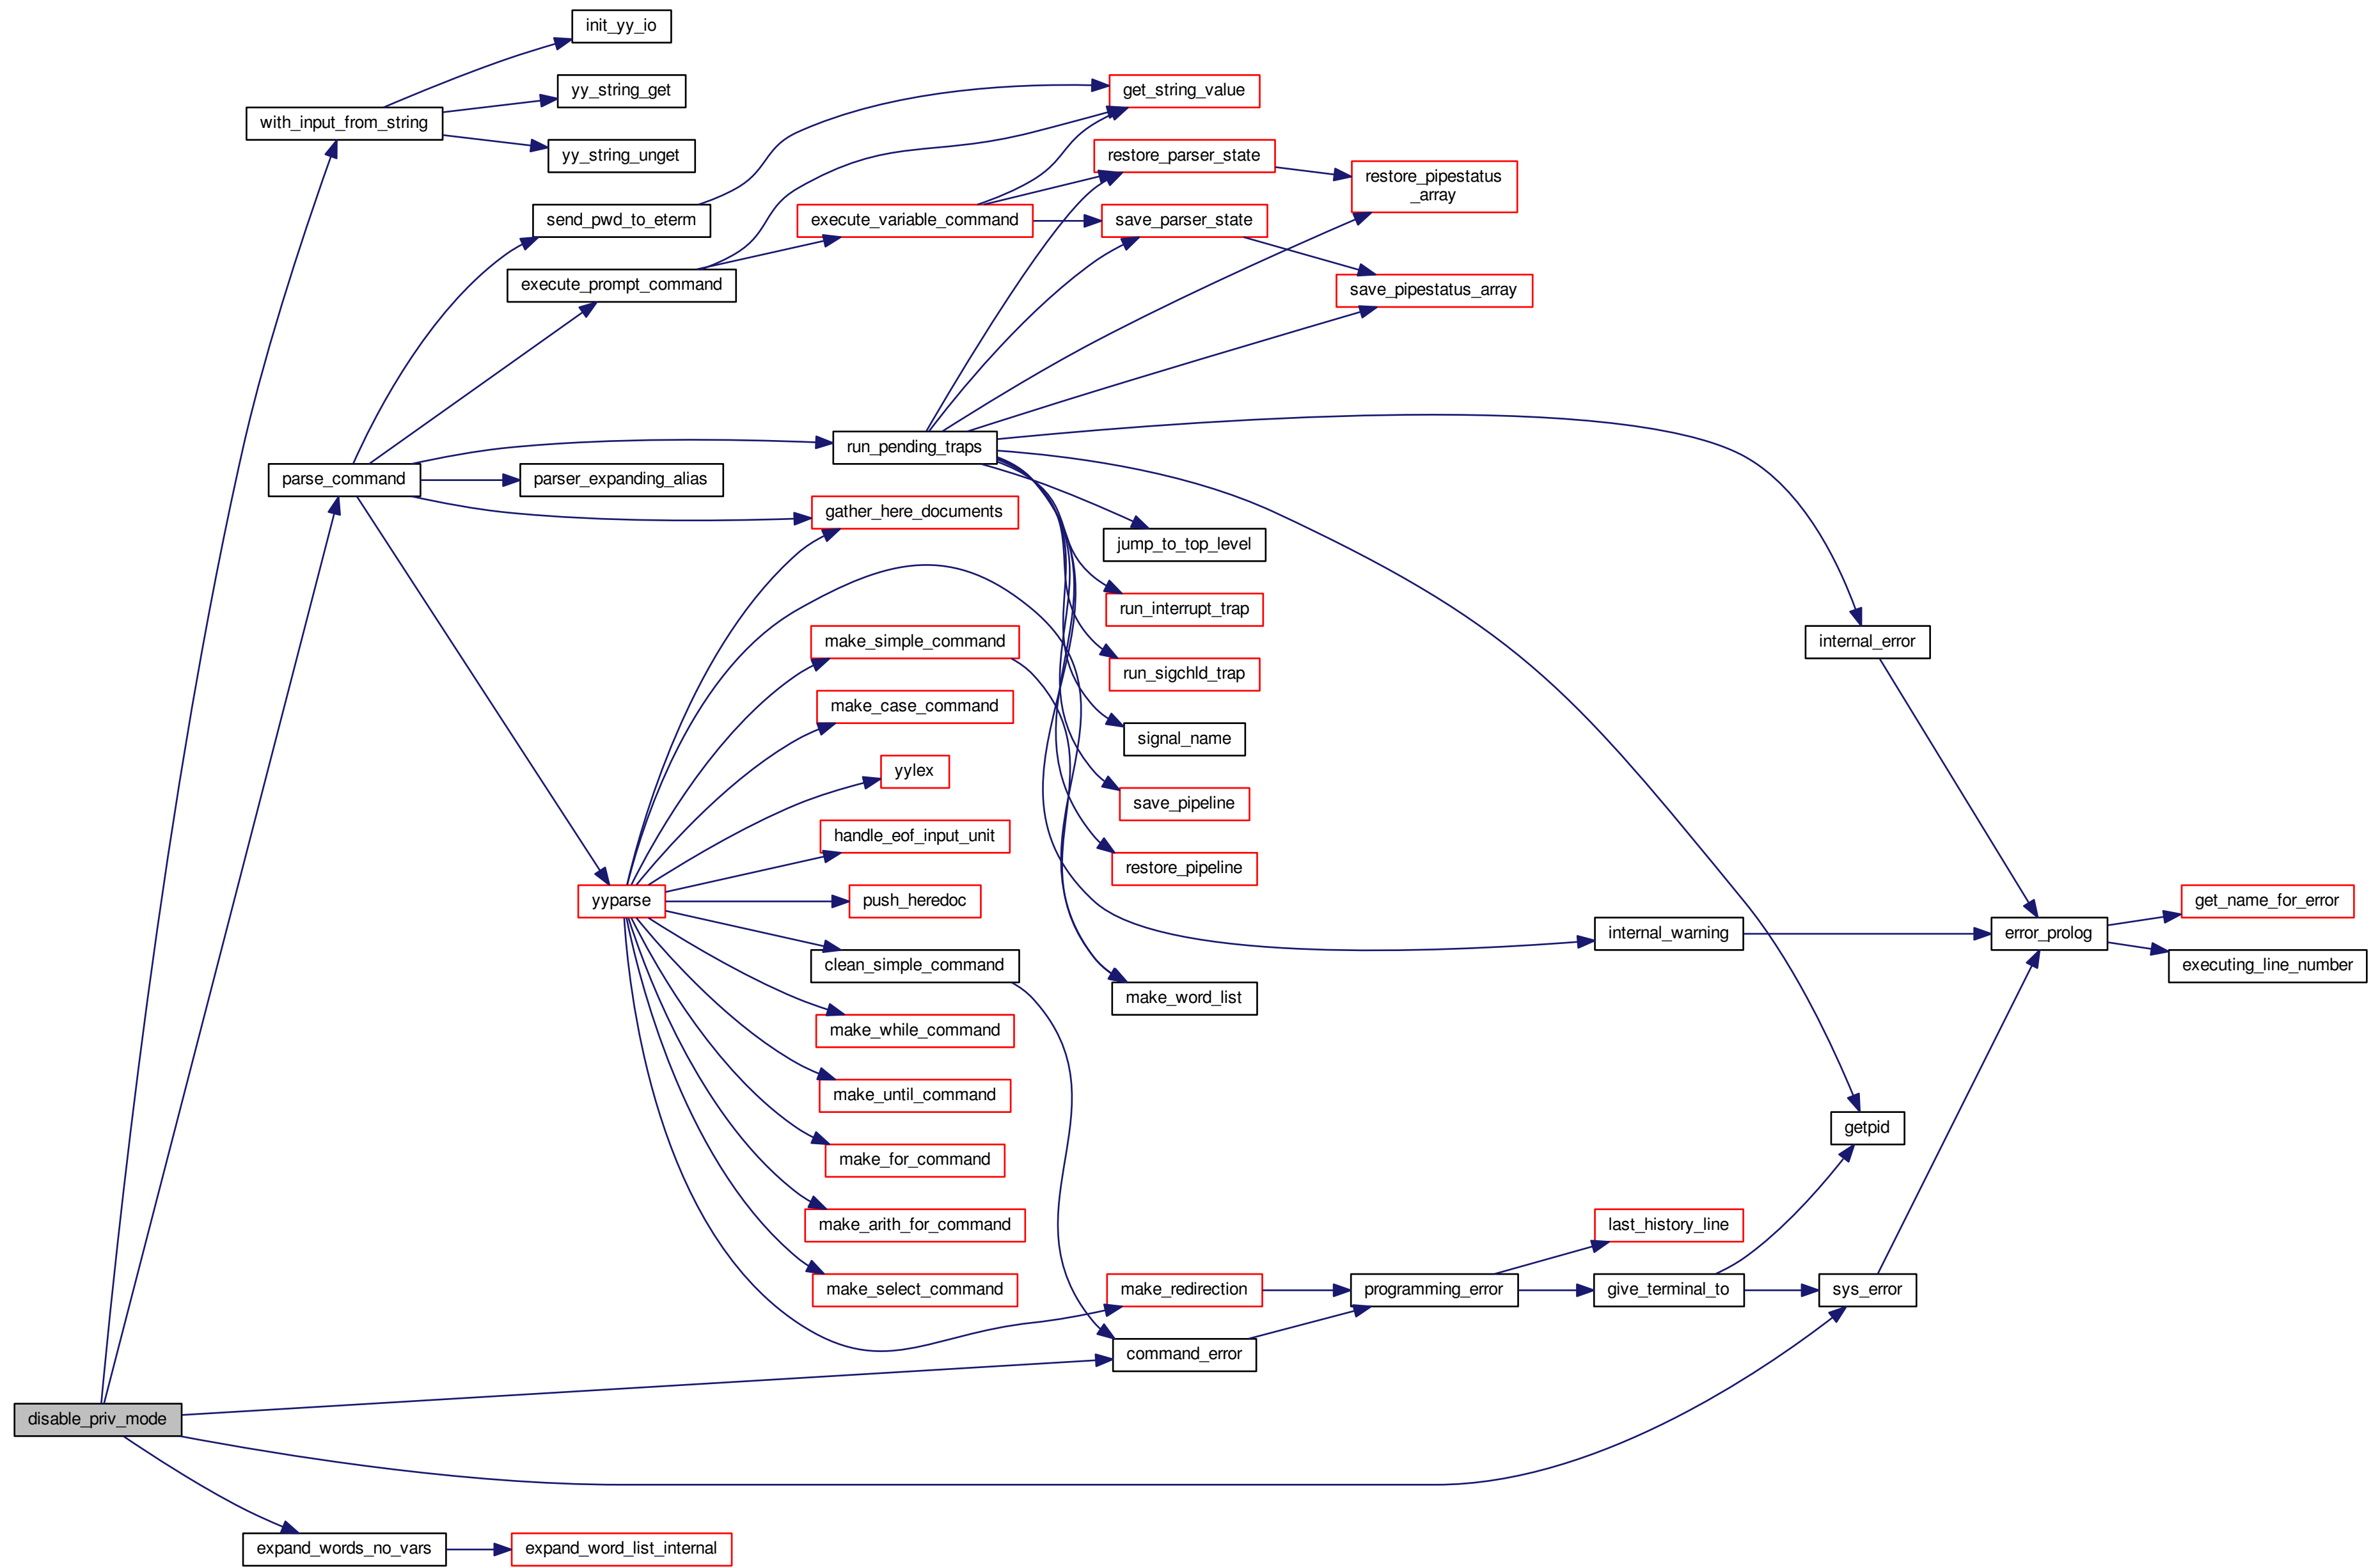 init_yy_io
yy_string_get
get_string_value
with_input_from_string
yy_string_unget
restore_parser_state
restore_pipestatus
_array
send_pwd_to_eterm
execute_variable_command
save_parser_state
execute_prompt_command
save_pipestatus_array
run_pending_traps
parse_command
parser_expanding_alias
gather_here_documents
jump_to_top_level
run_interrupt_trap
make_simple_command
internal_error
run_sigchld_trap
make_case_command
signal_name
yylex
save_pipeline
handle_eof_input_unit
restore_pipeline
yyparse
push_heredoc
get_name_for_error
internal_warning
error_prolog
clean_simple_command
executing_line_number
make_word_list
make_while_command
make_until_command
getpid
make_for_command
make_arith_for_command
last_history_line
make_select_command
make_redirection
programming_error
give_terminal_to
sys_error
command_error
disable_priv_mode
expand_words_no_vars
expand_word_list_internal